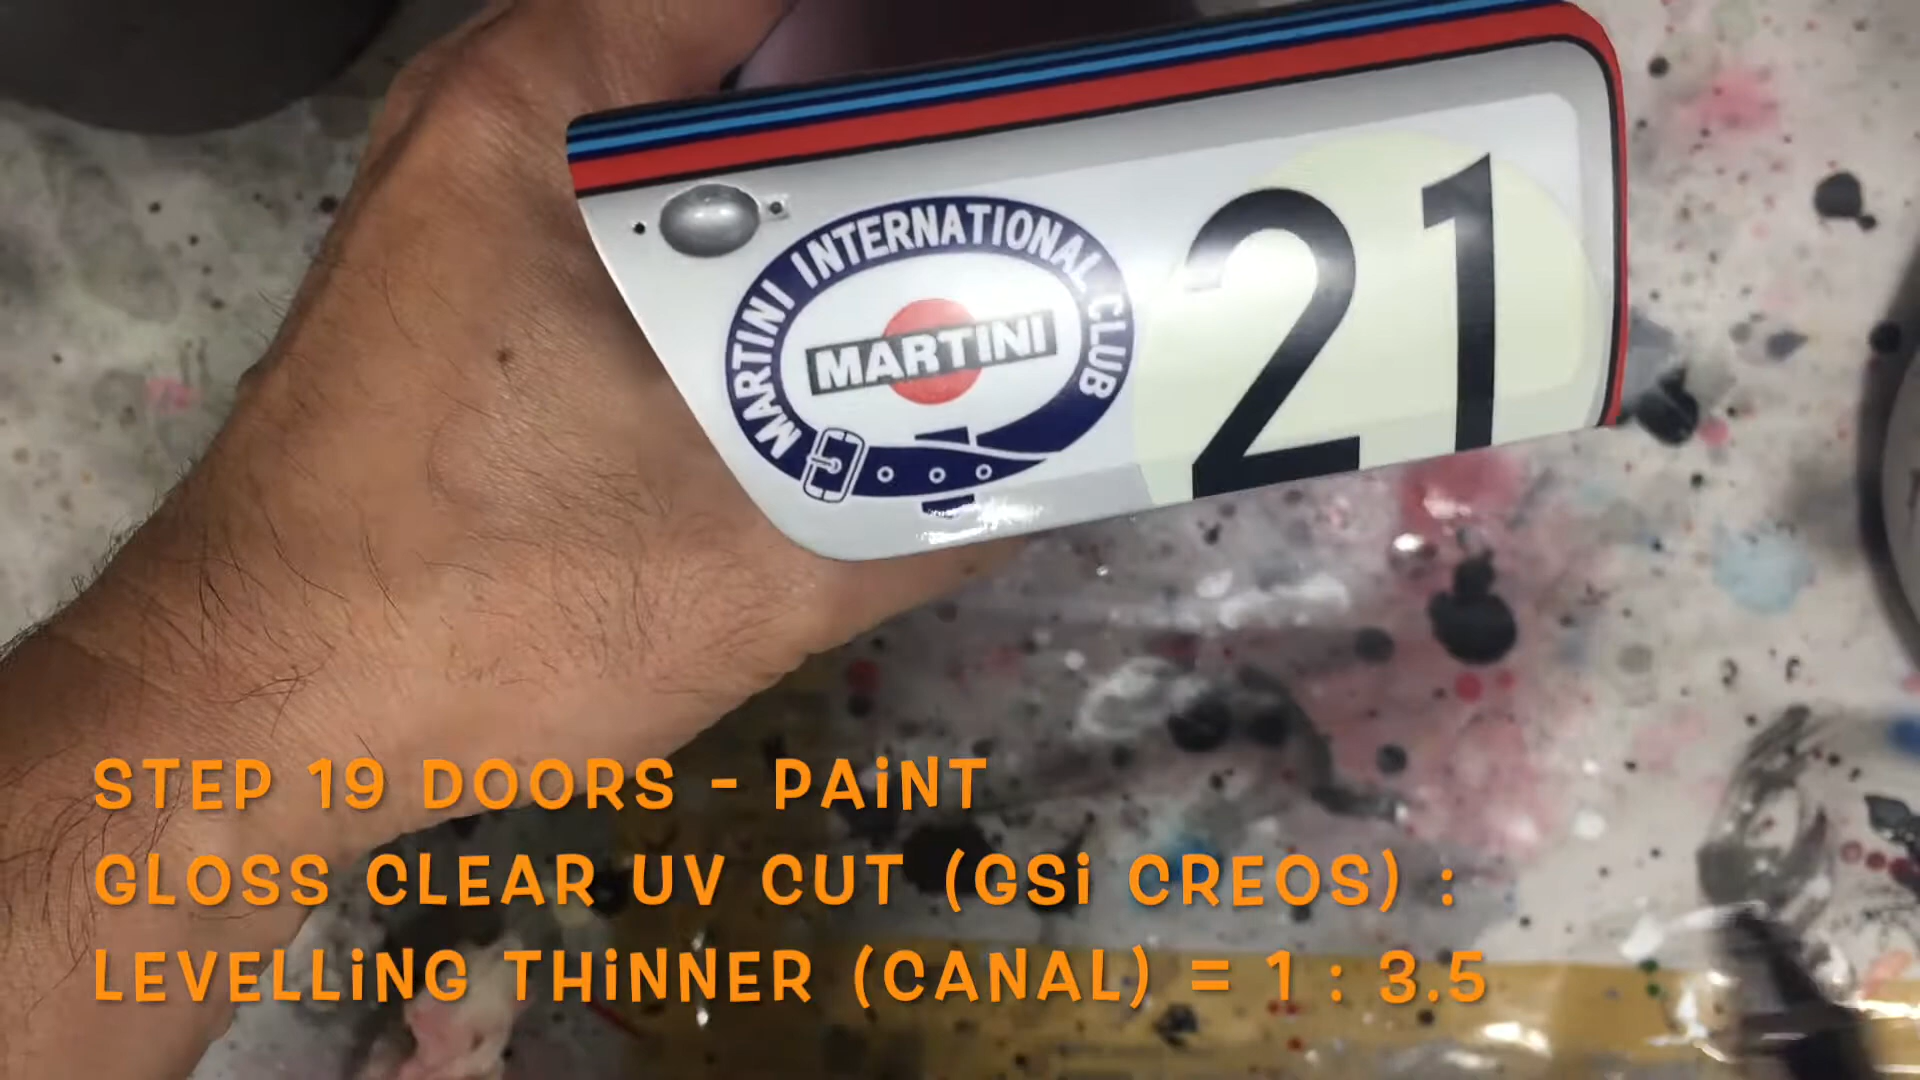 MARTINI INTERNATIONAL CLUB
MARTINI
21
STEP 19 DOORS - PAiNT
GLOSS CLEAR UV CUT (GSi CREOS) :
LEVELLiNG THiNNER (CANAL) = 1 : 3.5